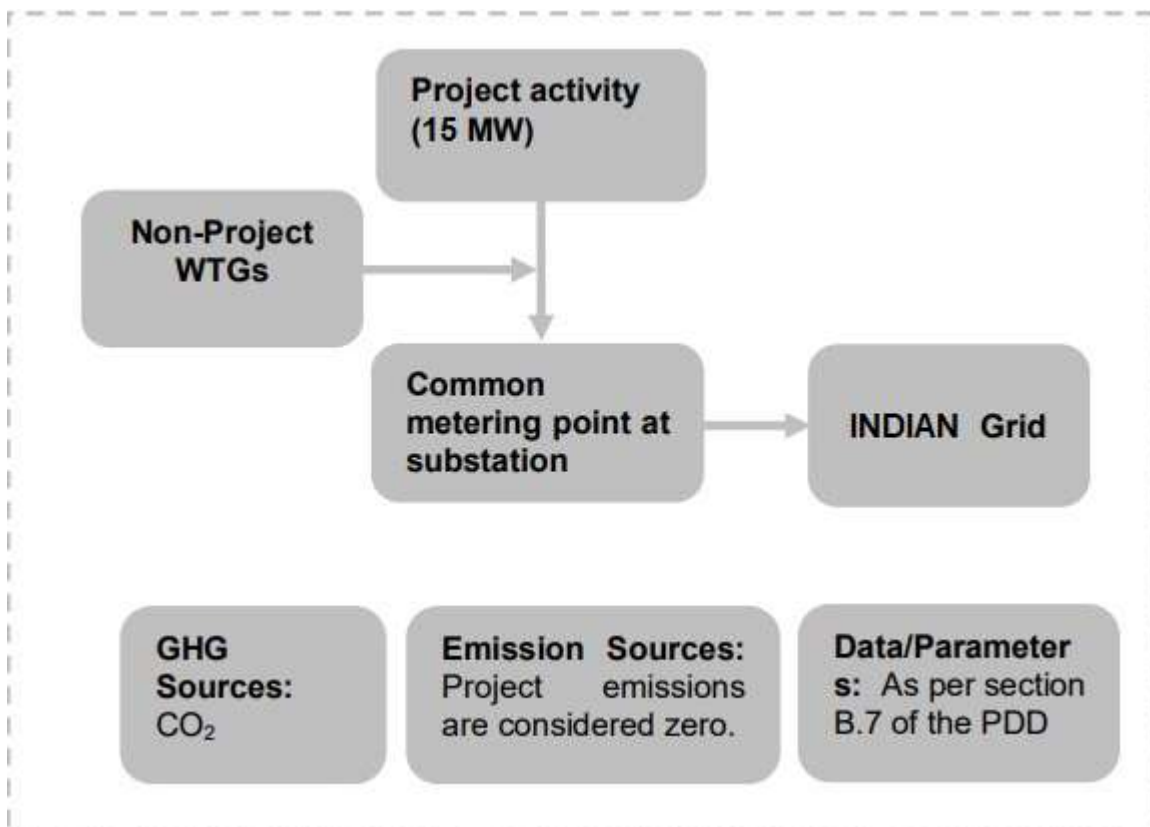 Project activity
(15 MW)
Non-Project
WTGs
Common
metering point at
substation
INDIAN Grid
GHG
Sources:
CO₂
Emission Sources:
Project emissions
are considered zero.
Data/Parameter
s: As per section
B.7 of the PDD